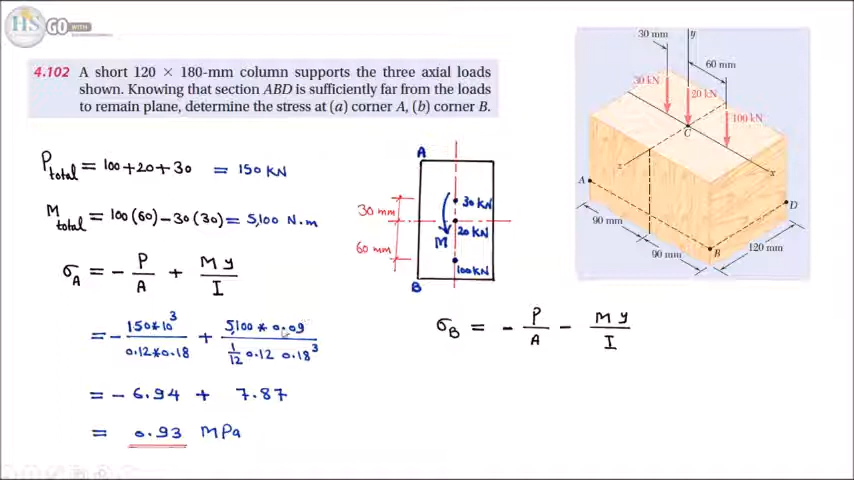 HS GO WITH
4.102 A short 120 × 180-mm column supports the three axial loads
shown. Knowing that section ABD is sufficiently far from the loads
to remain plane, determine the stress at (a) corner A, (b) corner B.
P total = 100+20+30 = 150 KN
M total = 100(60) - 30(30) = 5,100 N.m
σA = - P/A + My/I
= - 150*10³ / 0.12*0.18 + 5,100 * 0.09 / 1/12 0.12 0.18³
= - 6.94 + 7.87
= 0.93 MPa
A
30 mm
60 mm
30 KN
20 KN
M
100 KN
B
σB = - P/A - My/I
30 mm
y
60 mm
30 kN
20 kN
100 kN
C
z
x
A
D
B
90 mm
90 mm
120 mm